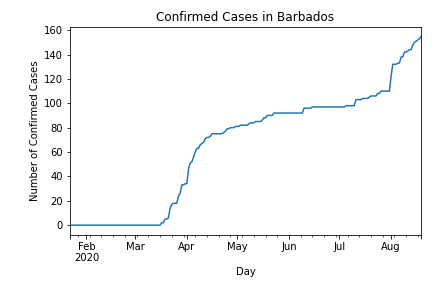 Confirmed Cases in Barbados
Number of Confirmed Cases
160
140
120
100
80
60
40
20
0
Feb Mar Apr May Jun Jul Aug
2020
Day